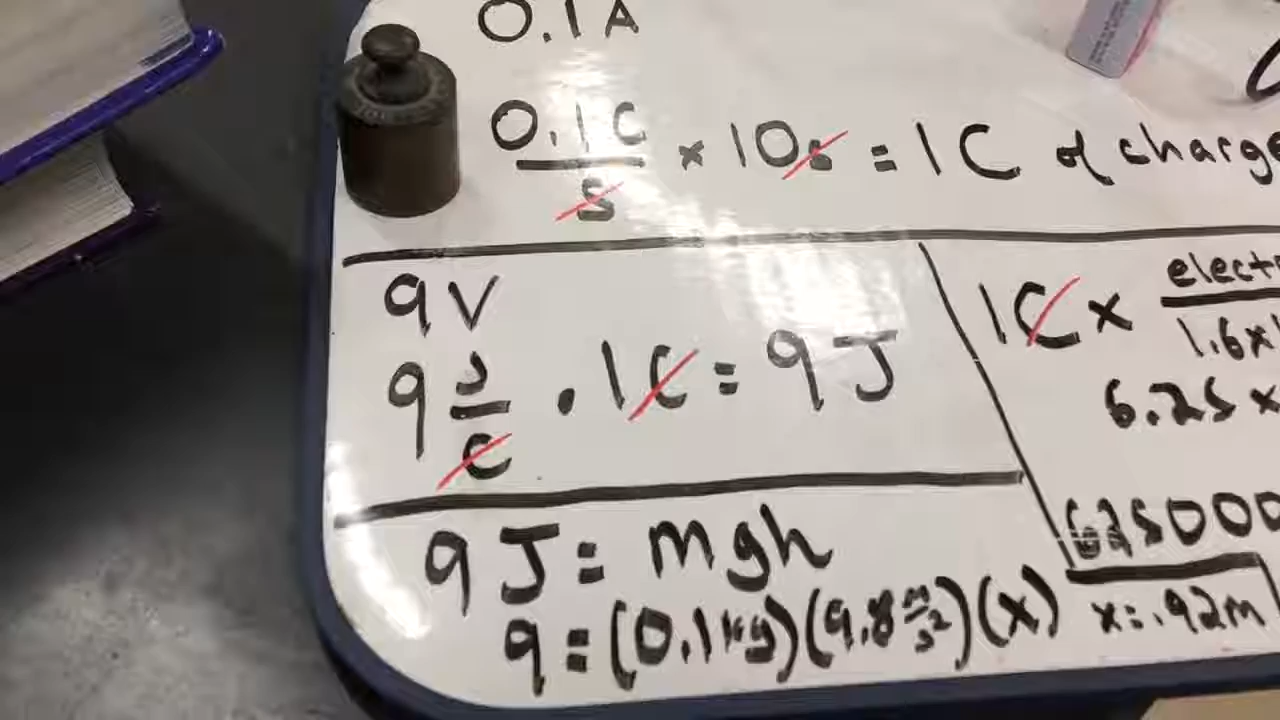 0.1A
0.1C/s × 10s = 1C of charge
9V
9 J/C · 1C = 9J
1C × elect
1.6×1
6.25 ×
625000
9J = mgh
9 = (0.1kg)(9.8 m/s²)(x)
x = .92m